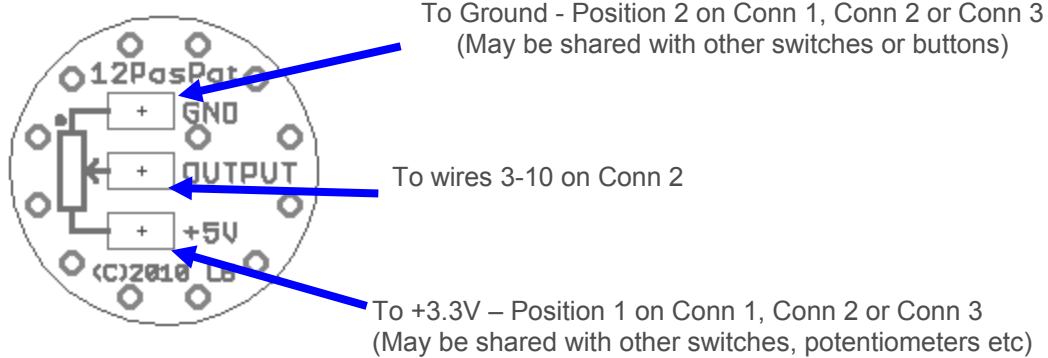 To Ground - Position 2 on Conn 1, Conn 2 or Conn 3
(May be shared with other switches or buttons)
12PosPot
GND
OUTPUT
To wires 3-10 on Conn 2
+5V
(C)2010 LB
To +3.3V – Position 1 on Conn 1, Conn 2 or Conn 3
(May be shared with other switches, potentiometers etc)